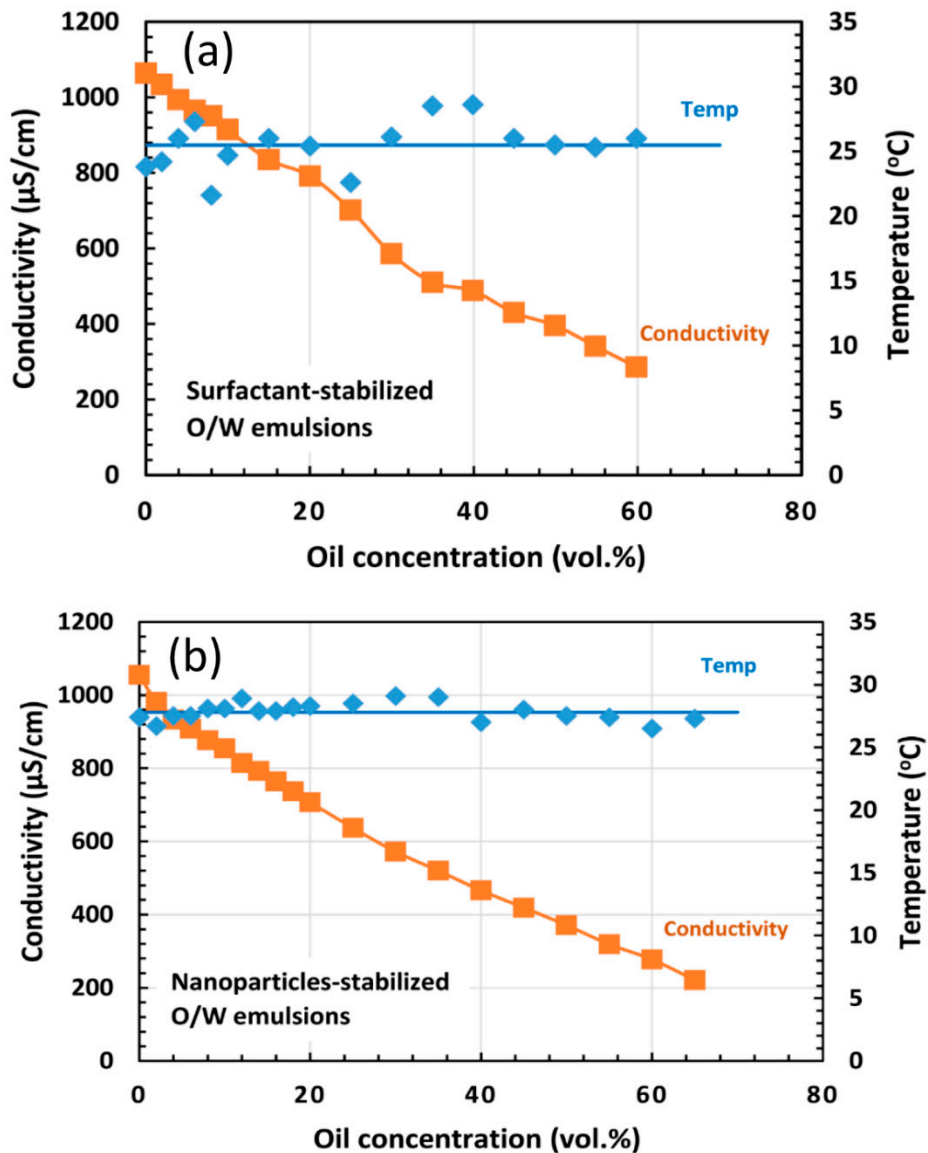 (a)
1200
1000
800
600
400
200
0
Conductivity (µS/cm)
35
30
25
20
15
10
5
0
Temperature (°C)
Temp
Conductivity
Surfactant-stabilized
O/W emulsions
0 20 40 60 80
Oil concentration (vol.%)
(b)
1200
1000
800
600
400
200
0
Conductivity (µS/cm)
35
30
25
20
15
10
5
0
Temperature (°C)
Temp
Conductivity
Nanoparticles-stabilized
O/W emulsions
0 20 40 60 80
Oil concentration (vol.%)